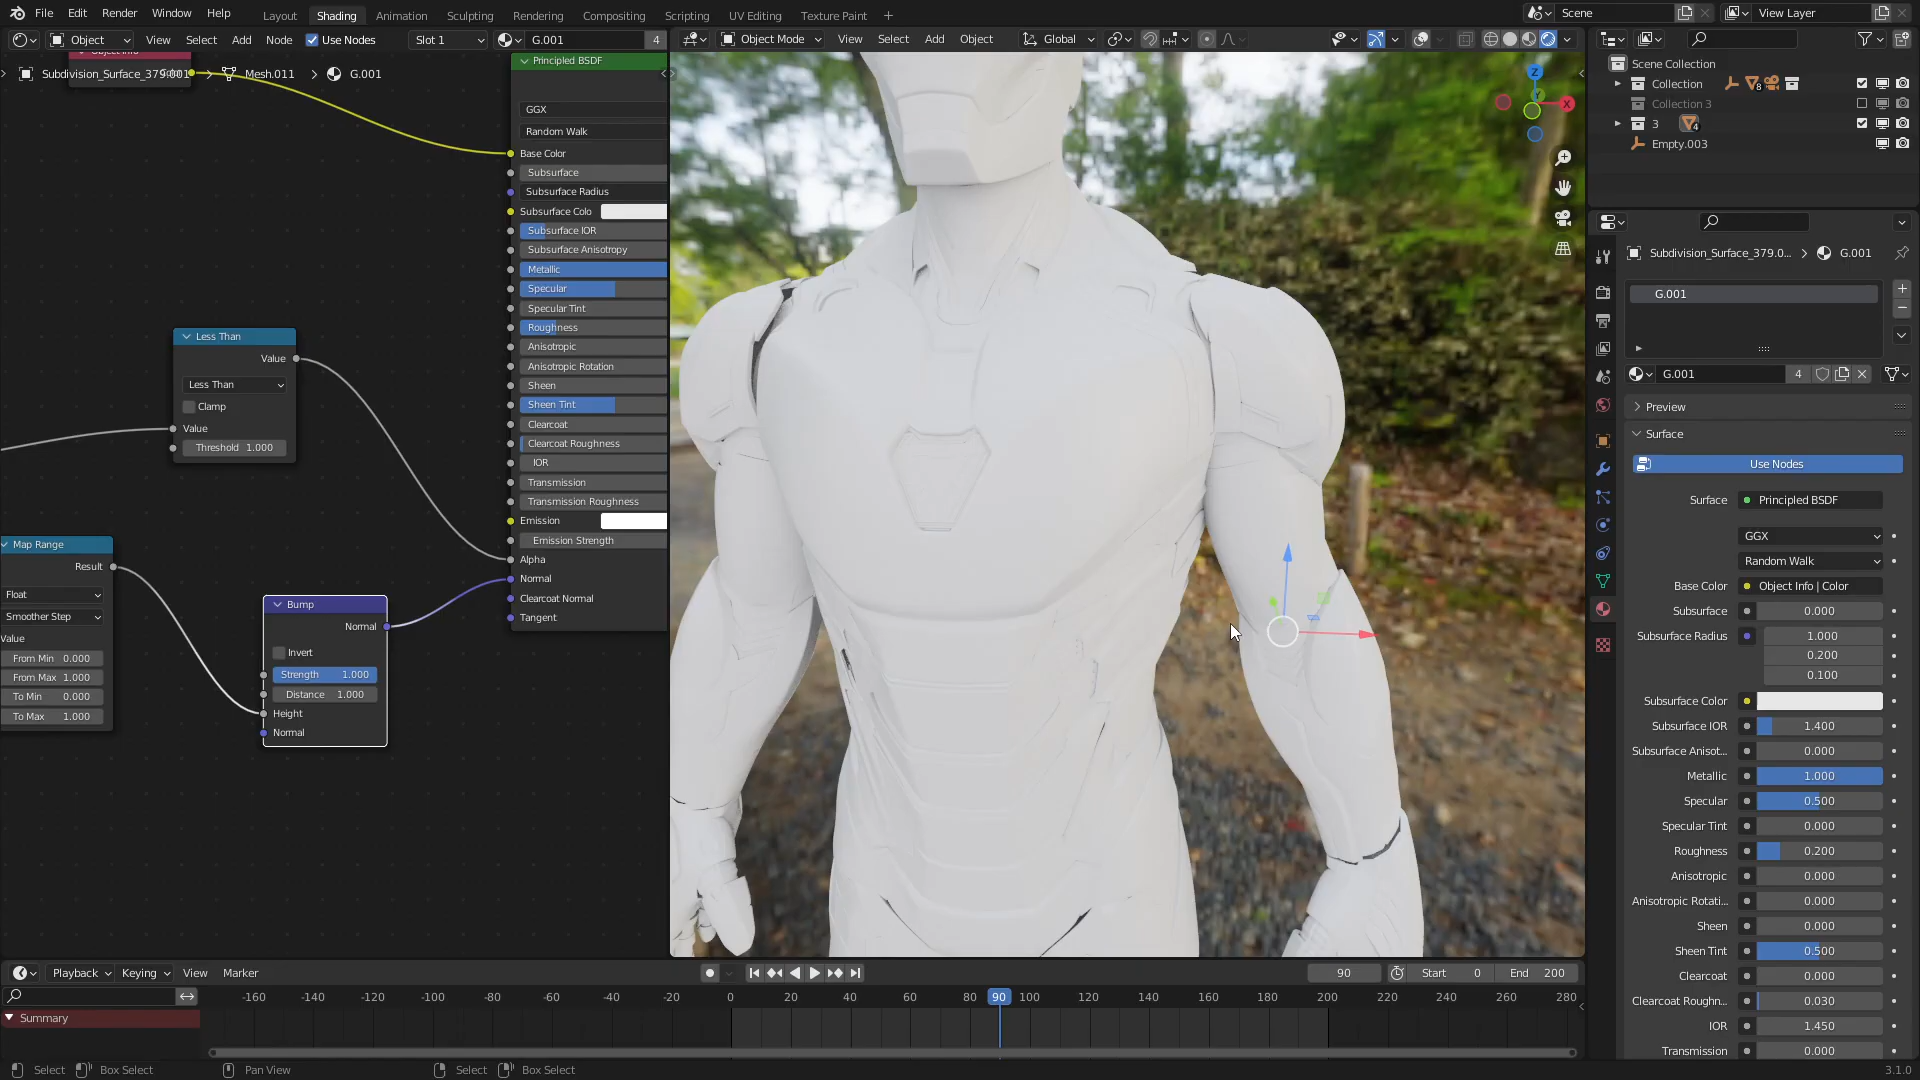 File Edit Render Window Help Layout Shading Animation Sculpting Rendering Compositing Scripting UV Editing Texture Paint + Scene View Layer
Object View Select Add Node Use Nodes Slot 1 G.001 4
Object Mode View Select Add Object Global
Subdivision_Surface_379.001 > Mesh.011 > G.001
Principled BSDF
GGX
Random Walk
Base Color
Subsurface
Subsurface Radius
Subsurface Colo
Subsurface IOR
Subsurface Anisotropy
Metallic
Specular
Specular Tint
Roughness
Anisotropic
Anisotropic Rotation
Sheen
Sheen Tint
Clearcoat
Clearcoat Roughness
IOR
Transmission
Transmission Roughness
Emission
Emission Strength
Alpha
Normal
Clearcoat Normal
Tangent
Less Than
Value
Less Than
Clamp
Value
Threshold 1.000
Map Range
Result
Float
Smoother Step
Value
From Min 0.000
From Max 1.000
To Min 0.000
To Max 1.000
Bump
Normal
Invert
Strength 1.000
Distance 1.000
Height
Normal
Z
X
Scene Collection
Collection 8
Collection 3
3 4
Empty.003
Subdivision_Surface_379.0... > G.001
G.001
G.001 4
Preview
Surface
Use Nodes
Surface Principled BSDF
GGX
Random Walk
Base Color Object Info | Color
Subsurface 0.000
Subsurface Radius 1.000
0.200
0.100
Subsurface Color
Subsurface IOR 1.400
Subsurface Anisot... 0.000
Metallic 1.000
Specular 0.500
Specular Tint 0.000
Roughness 0.200
Anisotropic 0.000
Anisotropic Rotati... 0.000
Sheen 0.000
Sheen Tint 0.500
Clearcoat 0.000
Clearcoat Roughn... 0.030
IOR 1.450
Transmission 0.000
Playback Keying View Marker 90 Start 0 End 200
-160 -140 -120 -100 -80 -60 -40 -20 0 20 40 60 80 90 100 120 140 160 180 200 220 240 260 280
Summary
Select Box Select Pan View Select Box Select 3.1.0